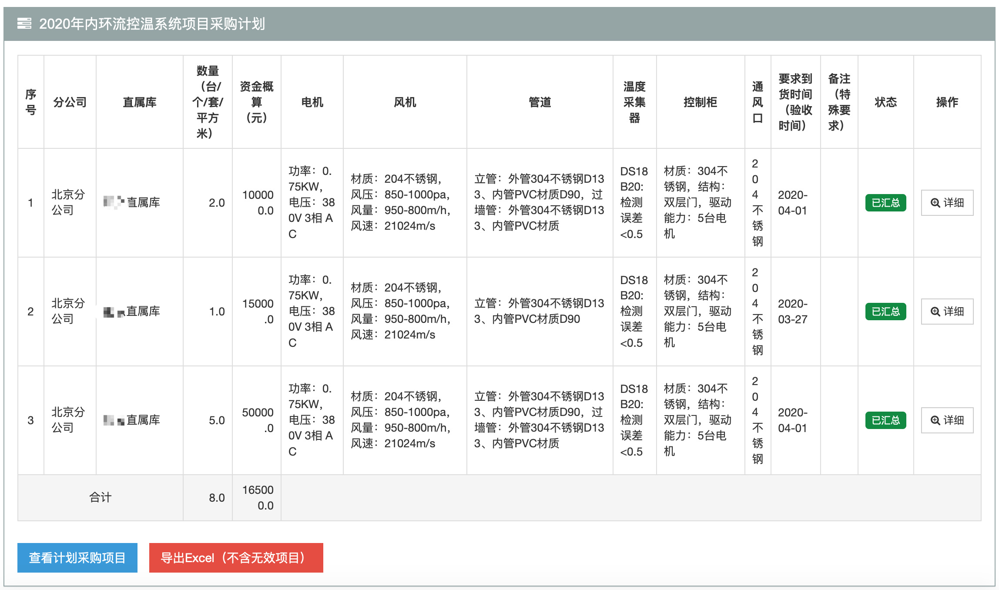 2020年内环流控温系统项目采购计划
序
号
分公司
直属库
数量
（台/
个/套/
平方
米）
资金概
算
（元）
电机
风机
管道
温度
采集
器
控制柜
通
风
口
要求到
货时间
（验收
时间）
备注
（特
殊要
求）
状态
操作
1
北京分
公司
直属库
2.0
10000
0.0
功率：0.
75KW，
电压：38
0V 3相 A
C
材质：204不锈钢，
风压：850-1000pa，
风量：950-800m/h，
风速：21024m/s
立管：外管304不锈钢D13
3、内管PVC材质D90，过
墙管：外管304不锈钢D13
3、内管PVC材质
DS18
B20:
检测
误差
<0.5
材质：304不
锈钢，结构：
双层门，驱动
能力：5台电
机
2
0
4
不
锈
钢
2020-
04-01
已汇总
详细
2
北京分
公司
直属库
1.0
15000
.0
功率：0.
75KW，
电压：38
0V 3相 A
C
材质：204不锈钢，
风压：850-1000pa，
风量：950-800m/h，
风速：21024m/s
立管：外管304不锈钢D13
3、内管PVC材质D90
DS18
B20:
检测
误差
<0.5
材质：304不
锈钢，结构：
双层门，驱动
能力：5台电
机
2
0
4
不
锈
钢
2020-
03-27
已汇总
详细
3
北京分
公司
直属库
5.0
50000
.0
功率：0.
75KW，
电压：38
0V 3相 A
C
材质：204不锈钢，
风压：850-1000pa，
风量：950-800m/h，
风速：21024m/s
立管：外管304不锈钢D13
3、内管PVC材质D90，过
墙管：外管304不锈钢D13
3、内管PVC材质
DS18
B20:
检测
误差
<0.5
材质：304不
锈钢，结构：
双层门，驱动
能力：5台电
机
2
0
4
不
锈
钢
2020-
04-01
已汇总
详细
合计
8.0
16500
0.0
查看计划采购项目
导出Excel（不含无效项目）